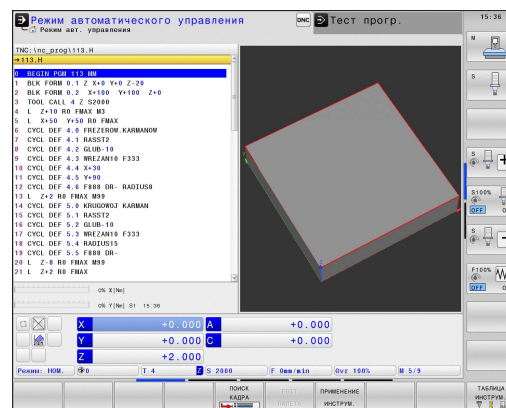 Режим автоматического управления
Режим авт. управления
DNC
Тест прогр.
15:36
TNC:\nc_prog\113.H
→113.H
0 BEGIN PGM 113 MM
1 BLK FORM 0.1 Z X+0 Y+0 Z-20
2 BLK FORM 0.2 X+100 Y+100 Z+0
3 TOOL CALL 4 Z S2000
4 L Z+10 R0 FMAX M3
5 L X+50 Y+50 R0 FMAX
6 CYCL DEF 4.0 FREZEROW.KARMANOW
7 CYCL DEF 4.1 RASST2
8 CYCL DEF 4.2 GLUB-10
9 CYCL DEF 4.3 WREZAN10 F333
10 CYCL DEF 4.4 X+30
11 CYCL DEF 4.5 Y+90
12 CYCL DEF 4.6 F888 DR- RADIUS8
13 L Z+2 R0 FMAX M99
14 CYCL DEF 5.0 KRUGOWOJ KARMAN
15 CYCL DEF 5.1 RASST2
16 CYCL DEF 5.2 GLUB-10
17 CYCL DEF 5.3 WREZAN10 F333
18 CYCL DEF 5.4 RADIUS15
19 CYCL DEF 5.5 F888 DR-
20 L Z-8 R0 FMAX M99
21 L Z+2 R0 FMAX
0% X[Nm]
0% Y[Nm] S1 15:36
X +0.000 A +0.000
Y +0.000 C +0.000
Z +2.000
Режим: НОМ. 0 T 4 Z S 2000 F 0mm/min Ovr 100% M 5/9
M
S
S
S100%
OFF
S
F100%
OFF
ПОИСК
КАДРА
ПРИМЕНЕНИЕ
ИНСТРУМ.
ТАБЛИЦА
ИНСТРУМ.